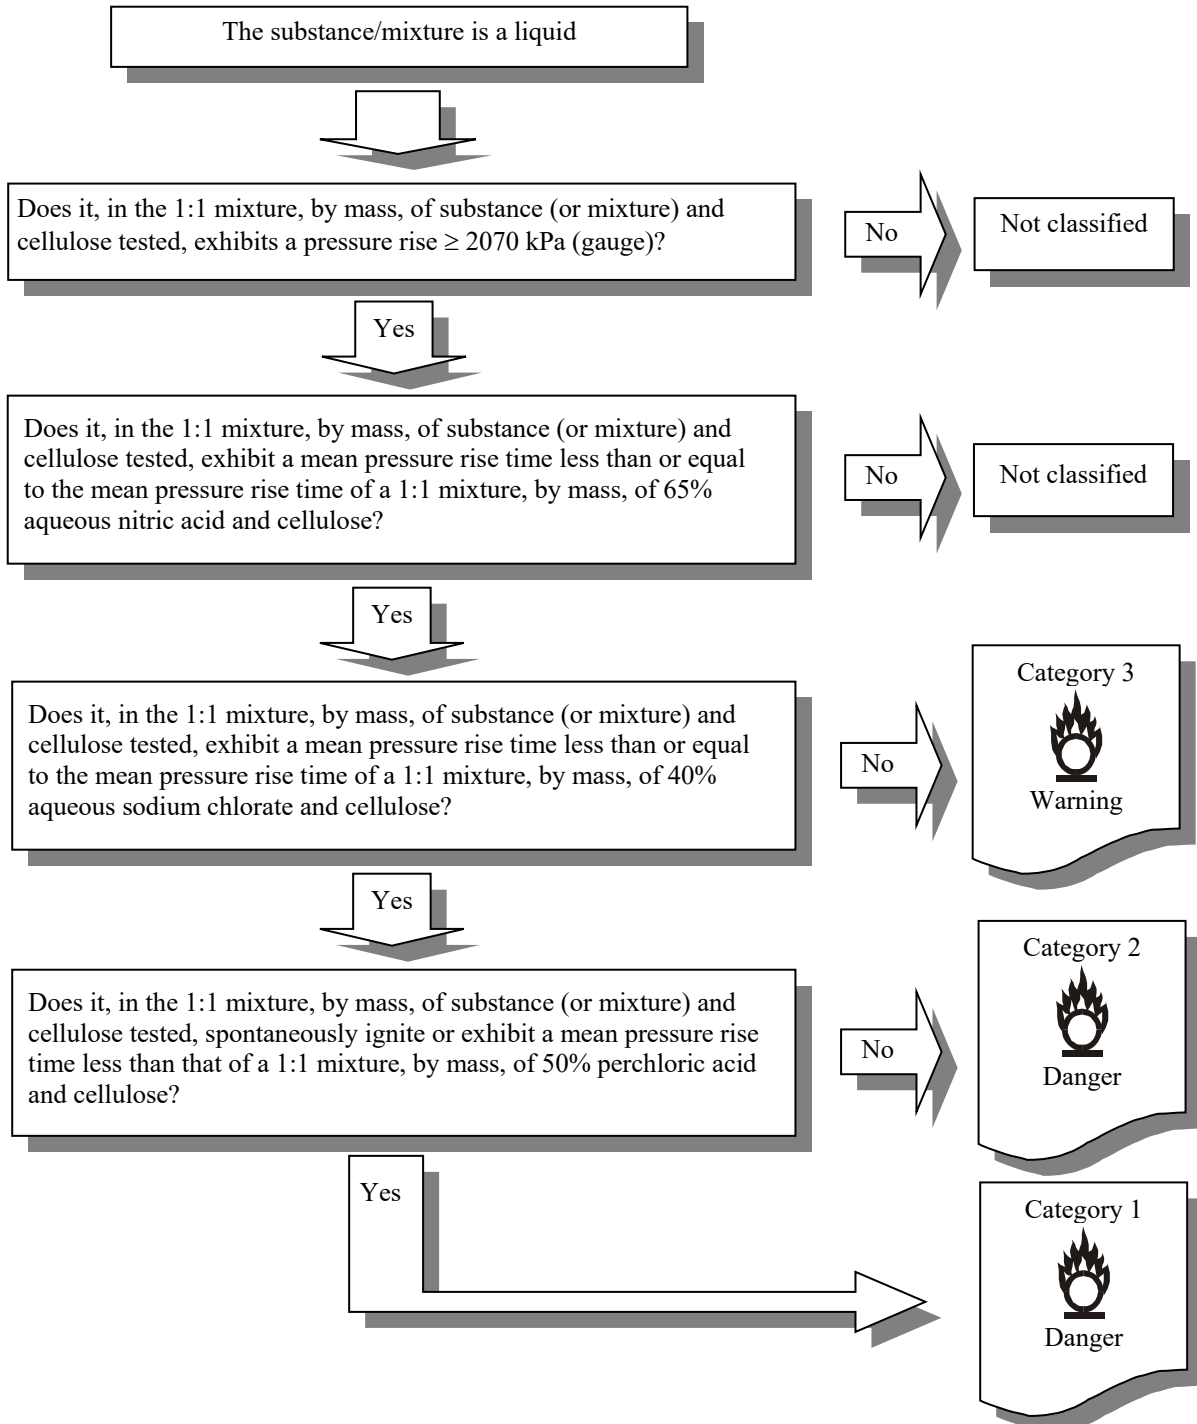 The substance/mixture is a liquid
Does it, in the 1:1 mixture, by mass, of substance (or mixture) and
cellulose tested, exhibits a pressure rise ≥ 2070 kPa (gauge)?
No
Not classified
Yes
Does it, in the 1:1 mixture, by mass, of substance (or mixture) and
cellulose tested, exhibit a mean pressure rise time less than or equal
to the mean pressure rise time of a 1:1 mixture, by mass, of 65%
aqueous nitric acid and cellulose?
No
Not classified
Yes
Does it, in the 1:1 mixture, by mass, of substance (or mixture) and
cellulose tested, exhibit a mean pressure rise time less than or equal
to the mean pressure rise time of a 1:1 mixture, by mass, of 40%
aqueous sodium chlorate and cellulose?
No
Category 3
Warning
Yes
Does it, in the 1:1 mixture, by mass, of substance (or mixture) and
cellulose tested, spontaneously ignite or exhibit a mean pressure rise
time less than that of a 1:1 mixture, by mass, of 50% perchloric acid
and cellulose?
No
Category 2
Danger
Yes
Category 1
Danger